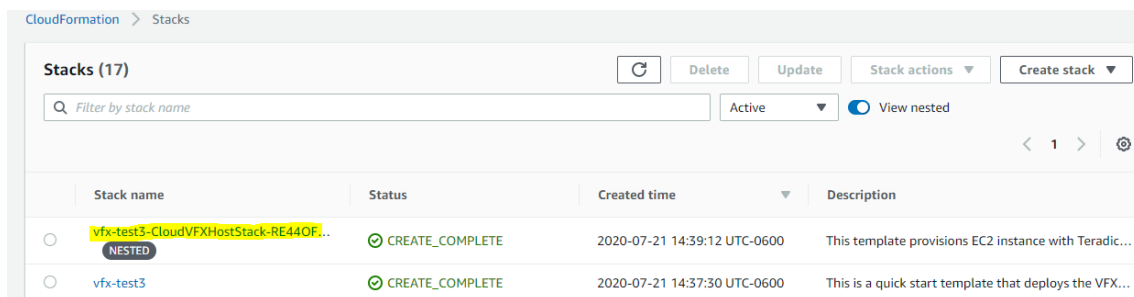 CloudFormation > Stacks
Stacks (17)
Delete Update Stack actions Create stack
Filter by stack name Active View nested
< 1 >
Stack name Status Created time Description
vfx-test3-CloudVFXHostStack-RE44OF...
NESTED
CREATE_COMPLETE 2020-07-21 14:39:12 UTC-0600 This template provisions EC2 instance with Teradic...
vfx-test3 CREATE_COMPLETE 2020-07-21 14:37:30 UTC-0600 This is a quick start template that deploys the VFX...